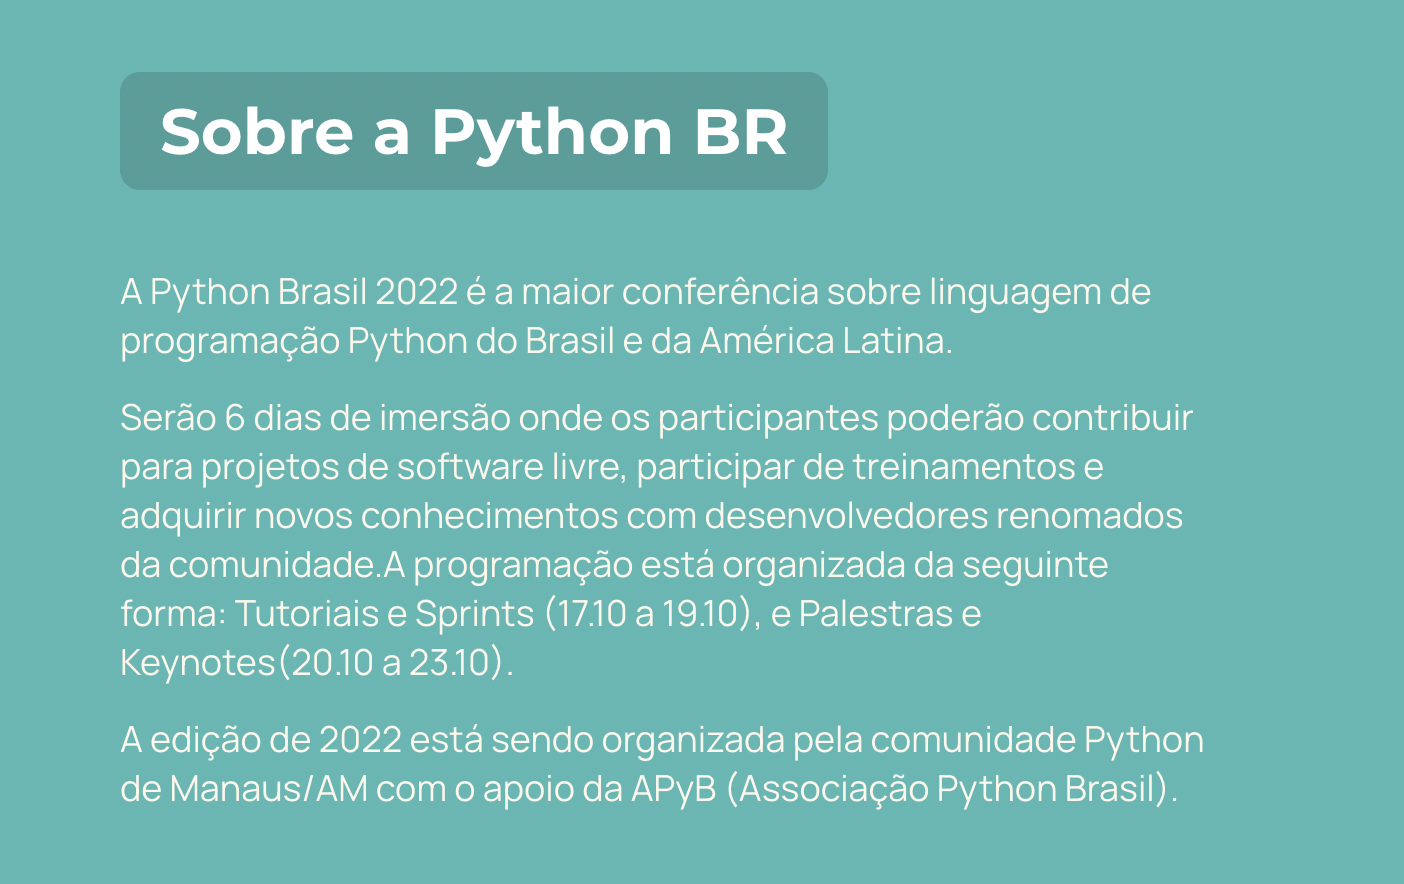 Sobre a Python BR
A Python Brasil 2022 é a maior conferência sobre linguagem de
programação Python do Brasil e da América Latina.
Serão 6 dias de imersão onde os participantes poderão contribuir
para projetos de software livre, participar de treinamentos e
adquirir novos conhecimentos com desenvolvedores renomados
da comunidade.A programação está organizada da seguinte
forma: Tutoriais e Sprints (17.10 a 19.10), e Palestras e
Keynotes(20.10 a 23.10).
A edição de 2022 está sendo organizada pela comunidade Python
de Manaus/AM com o apoio da APyB (Associação Python Brasil).